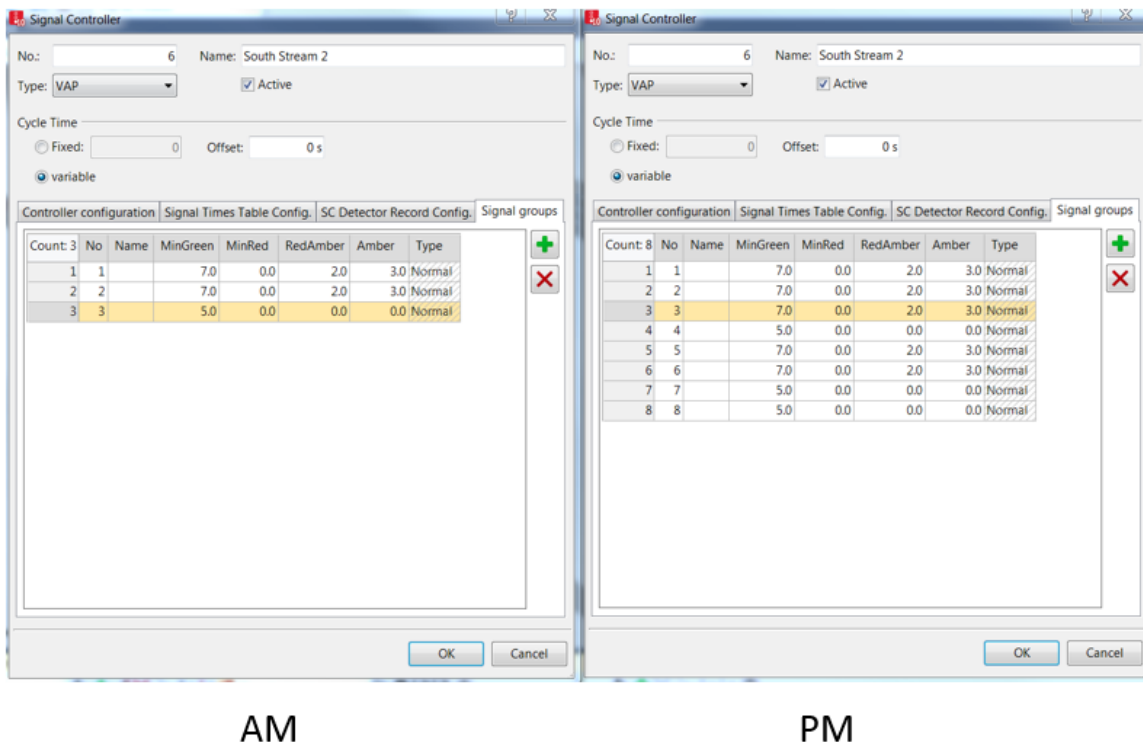 Signal Controller
No.: 6 Name: South Stream 2
Type: VAP Active
Cycle Time
Fixed: 0 Offset: 0 s
variable
Controller configuration Signal Times Table Config. SC Detector Record Config. Signal groups
Count: 3 No Name MinGreen MinRed RedAmber Amber Type
1 1 7.0 0.0 2.0 3.0 Normal
2 2 7.0 0.0 2.0 3.0 Normal
3 3 5.0 0.0 0.0 0.0 Normal
OK Cancel
AM
Signal Controller
No.: 6 Name: South Stream 2
Type: VAP Active
Cycle Time
Fixed: 0 Offset: 0 s
variable
Controller configuration Signal Times Table Config. SC Detector Record Config. Signal groups
Count: 8 No Name MinGreen MinRed RedAmber Amber Type
1 1 7.0 0.0 2.0 3.0 Normal
2 2 7.0 0.0 2.0 3.0 Normal
3 3 7.0 0.0 2.0 3.0 Normal
4 4 5.0 0.0 0.0 0.0 Normal
5 5 7.0 0.0 2.0 3.0 Normal
6 6 7.0 0.0 2.0 3.0 Normal
7 7 5.0 0.0 0.0 0.0 Normal
8 8 5.0 0.0 0.0 0.0 Normal
OK Cancel
PM